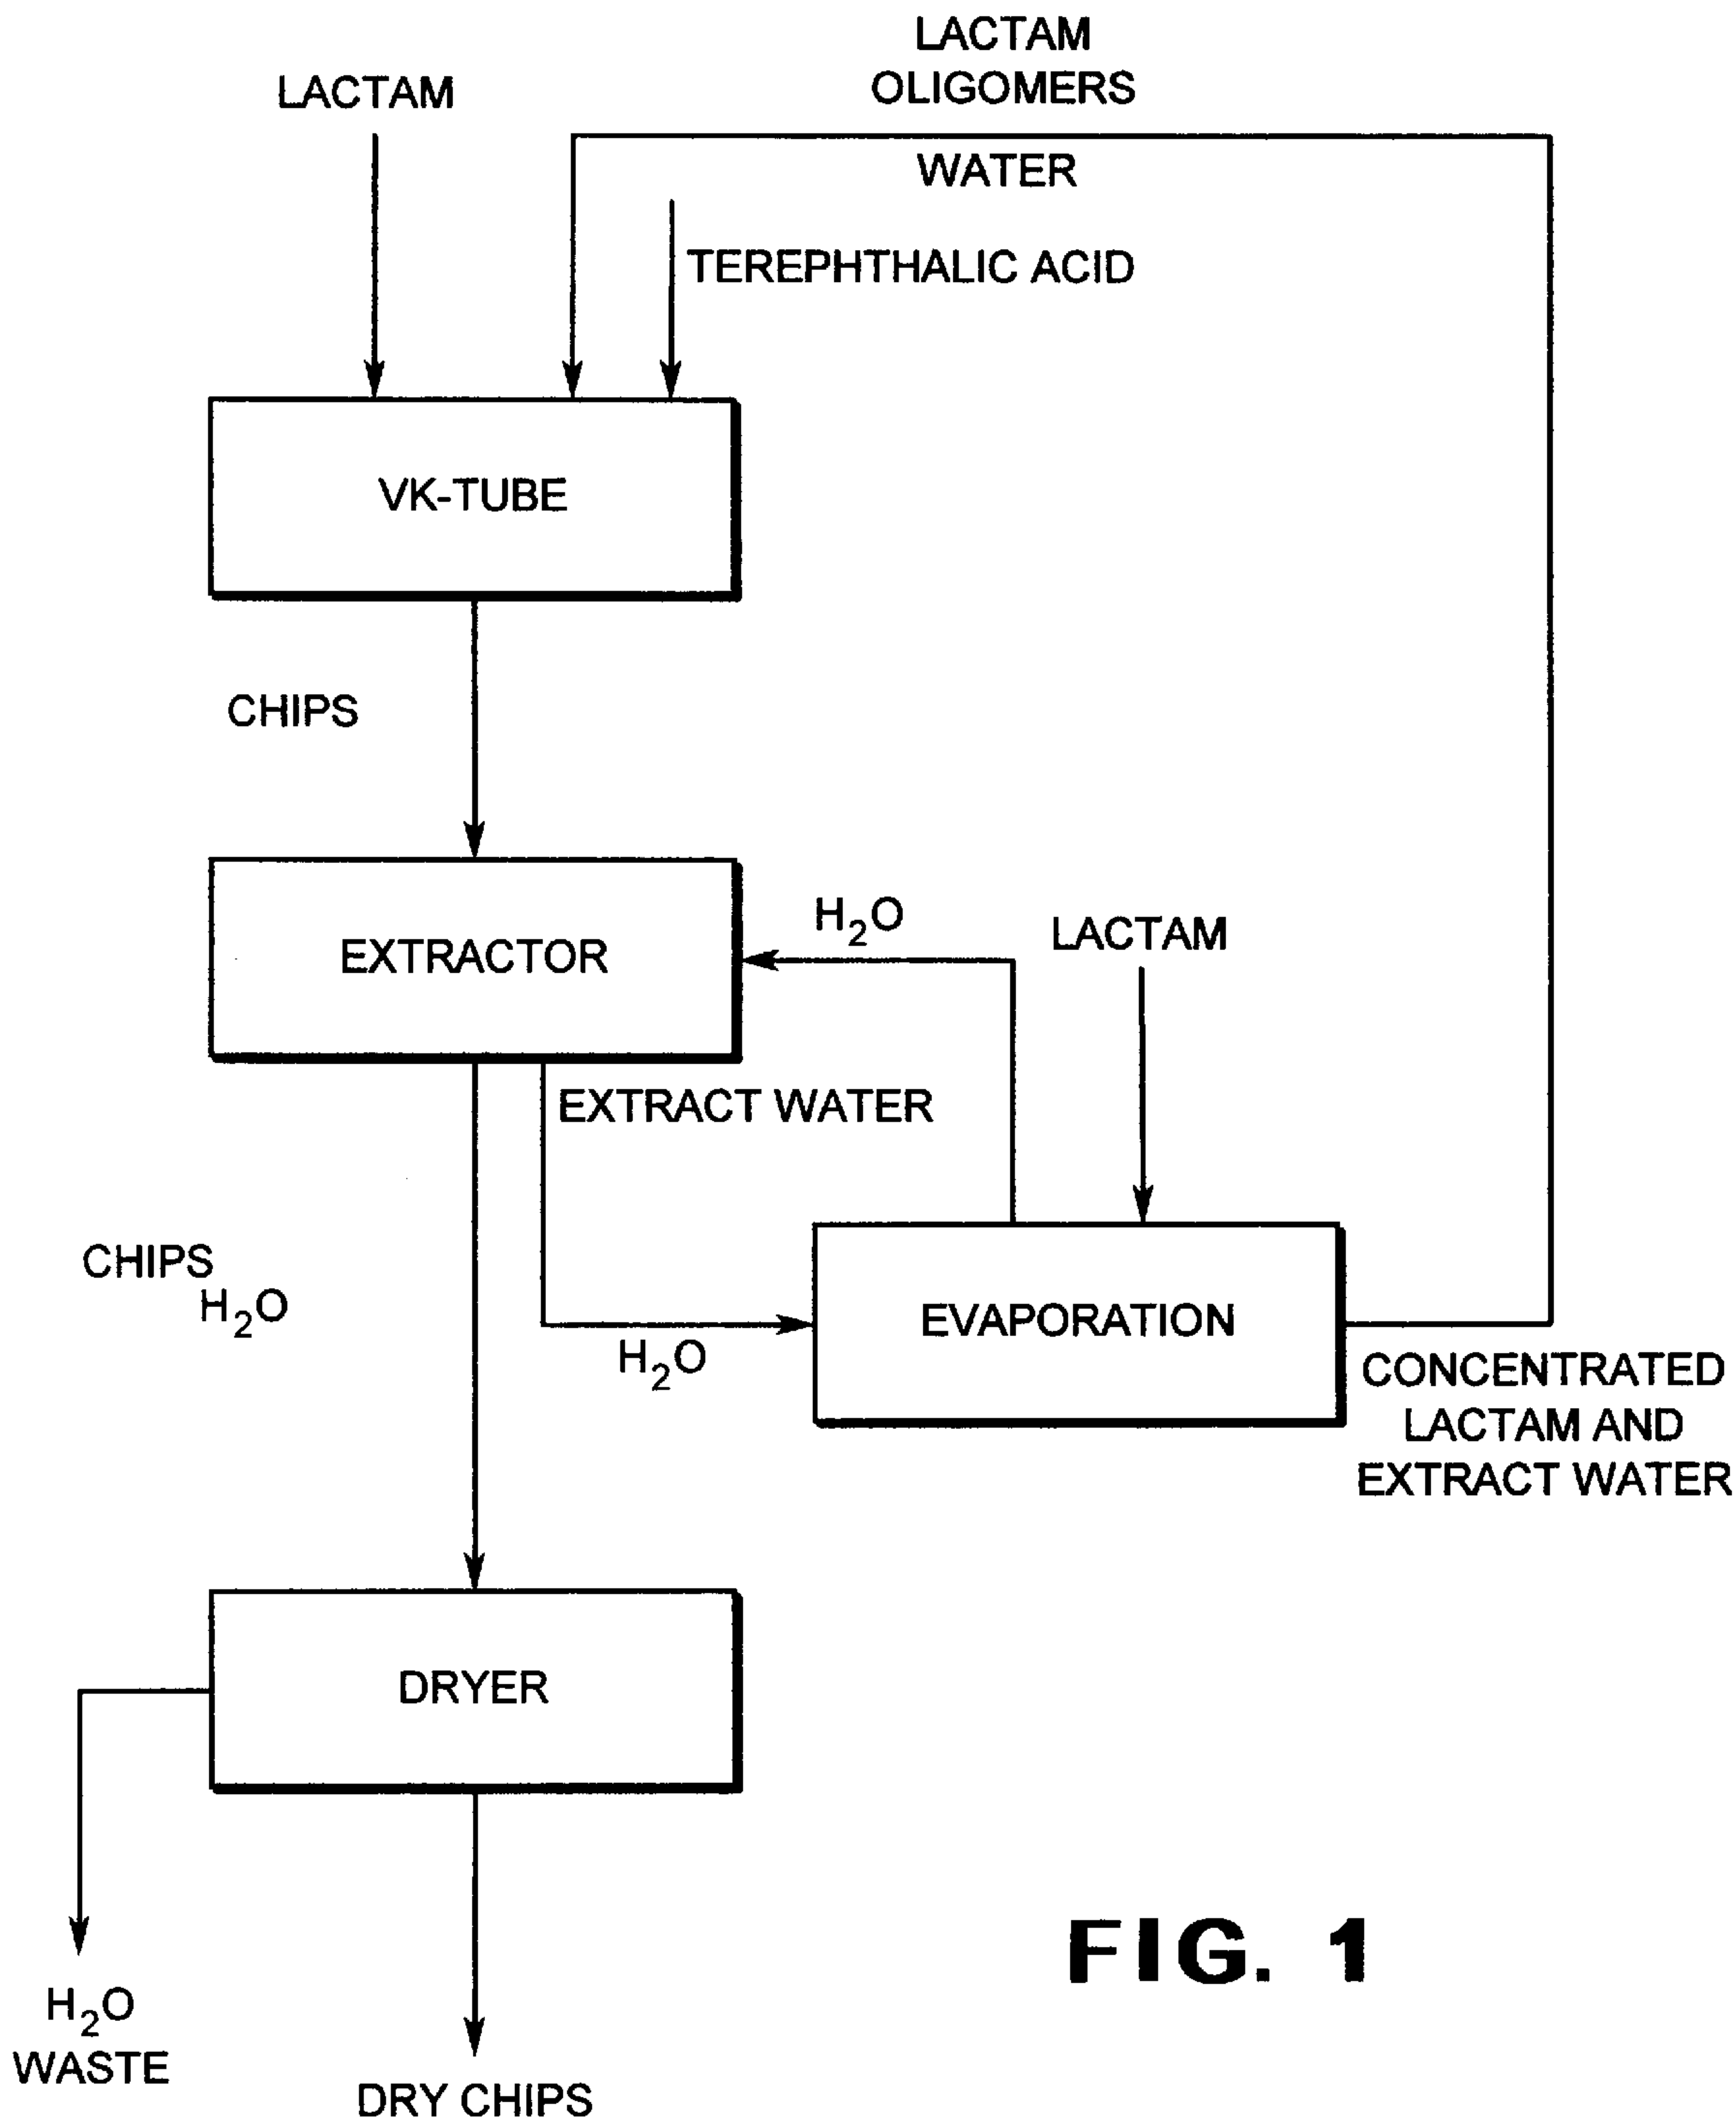 LACTAM
OLIGOMERS
LACTAM
WATER
TEREPHTHALIC ACID
VK-TUBE
CHIPS
EXTRACTOR
H2O
LACTAM
EXTRACT WATER
CHIPS
H2O
H2O
EVAPORATION
CONCENTRATED
LACTAM AND
EXTRACT WATER
DRYER
H2O
WASTE
DRY CHIPS
FIG. 1